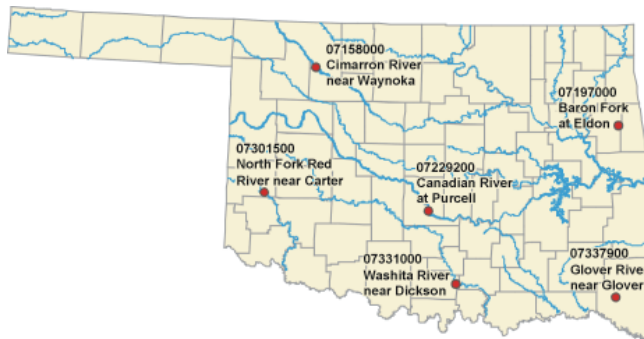 07158000
Cimarron River
near Waynoka
07197000
Baron Fork
at Eldon
07301500
North Fork Red
River near Carter
07229200
Canadian River
at Purcell
07331000
Washita River
near Dickson
07337900
Glover Rive
near Glover